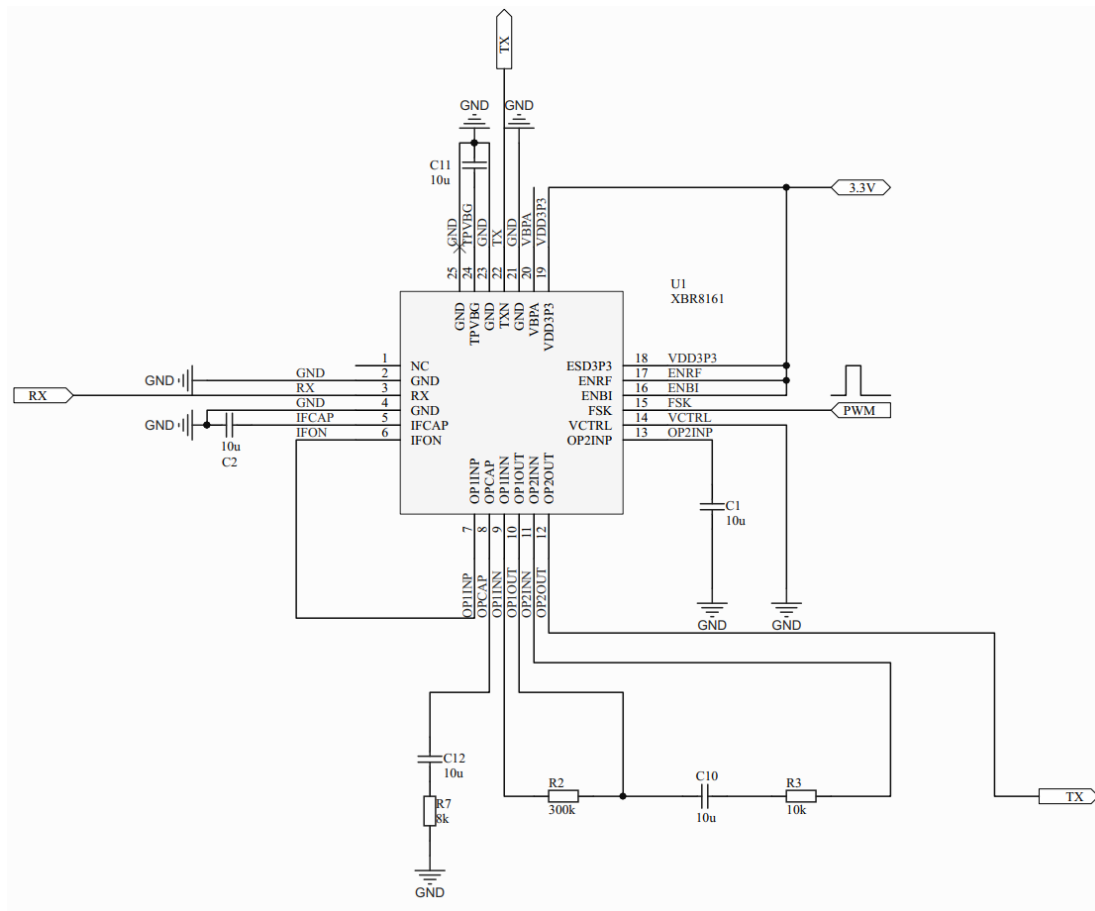 TX
GND
GND
C11
10u
GND
TPVBG
GND
TX
GND
VBPA
VDD3P3
3.3V
25
24
23
22
21
20
19
U1
XBR8161
GND
TPVBG
GND
TXN
GND
VBPA
VDD3P3
1
NC
GND
GND
2
GND
RX
RX
3
RX
GND
4
GND
GND
IFCAP
5
IFCAP
IFON
6
IFON
10u
C2
ESD3P3
18
VDD3P3
ENRF
17
ENRF
ENBI
16
ENBI
FSK
15
FSK
PWM
VCTRL
14
VCTRL
OP2INP
13
OP2INP
OP1INP
OPCAP
OP1INN
OP1OUT
OP2INN
OP2OUT
7
8
9
10
11
12
OP1INP
OPCAP
OP1INN
OP1OUT
OP2INN
OP2OUT
C1
10u
GND
GND
C12
10u
R7
8k
GND
R2
300k
C10
10u
R3
10k
TX